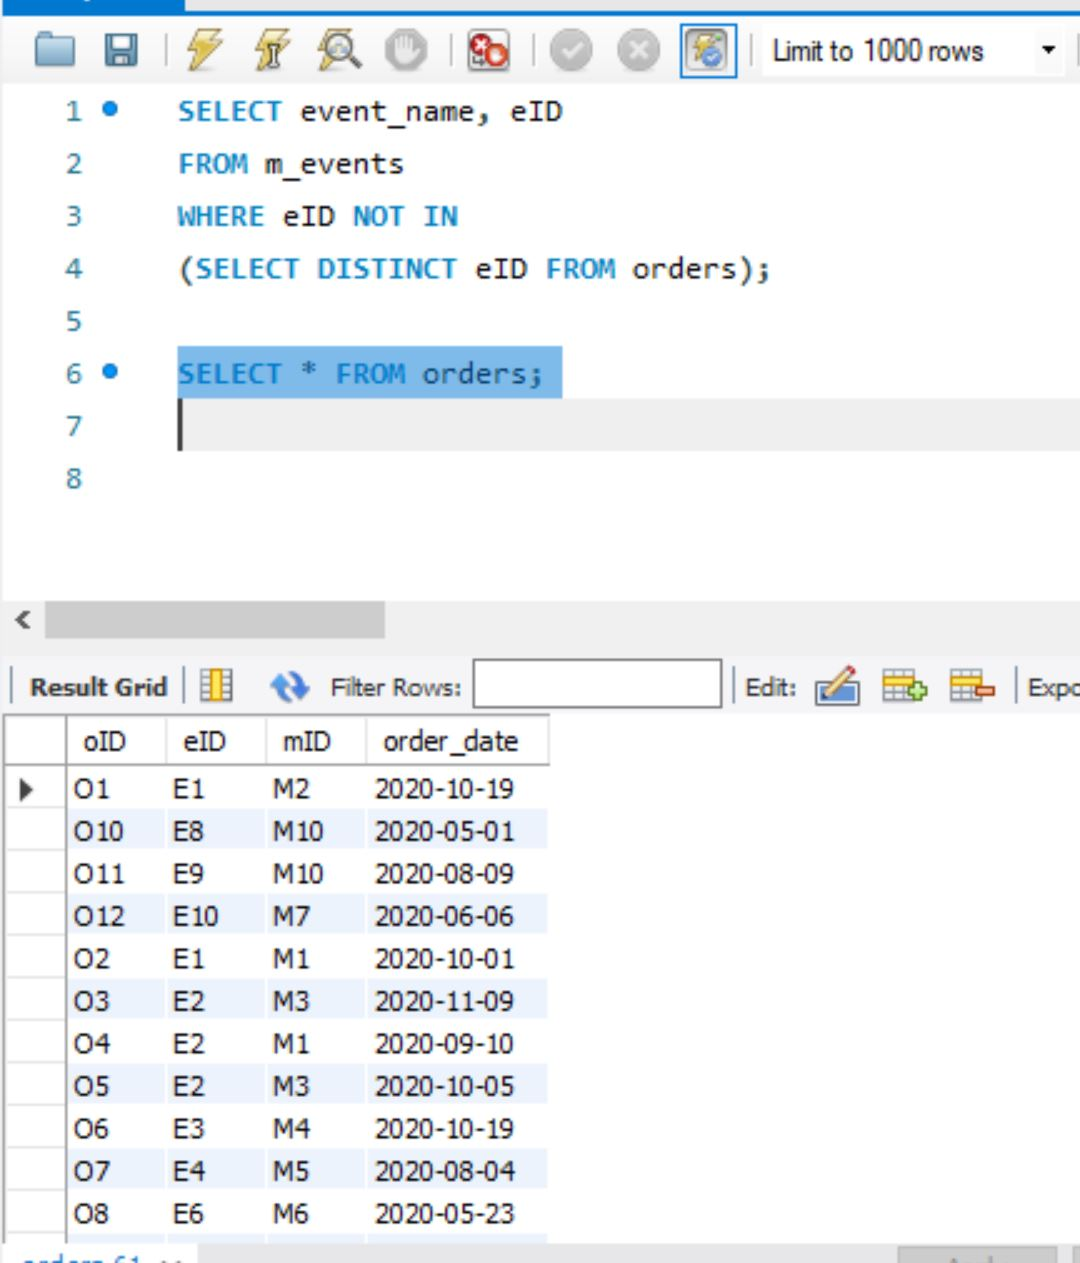 Limit to 1000 rows
1 SELECT event_name, eID
2 FROM m_events
3 WHERE eID NOT IN
4 (SELECT DISTINCT eID FROM orders);
5
6 SELECT * FROM orders;
7
8
Result Grid Filter Rows: Edit:
oID eID mID order_date
O1 E1 M2 2020-10-19
O10 E8 M10 2020-05-01
O11 E9 M10 2020-08-09
O12 E10 M7 2020-06-06
O2 E1 M1 2020-10-01
O3 E2 M3 2020-11-09
O4 E2 M1 2020-09-10
O5 E2 M3 2020-10-05
O6 E3 M4 2020-10-19
O7 E4 M5 2020-08-04
O8 E6 M6 2020-05-23